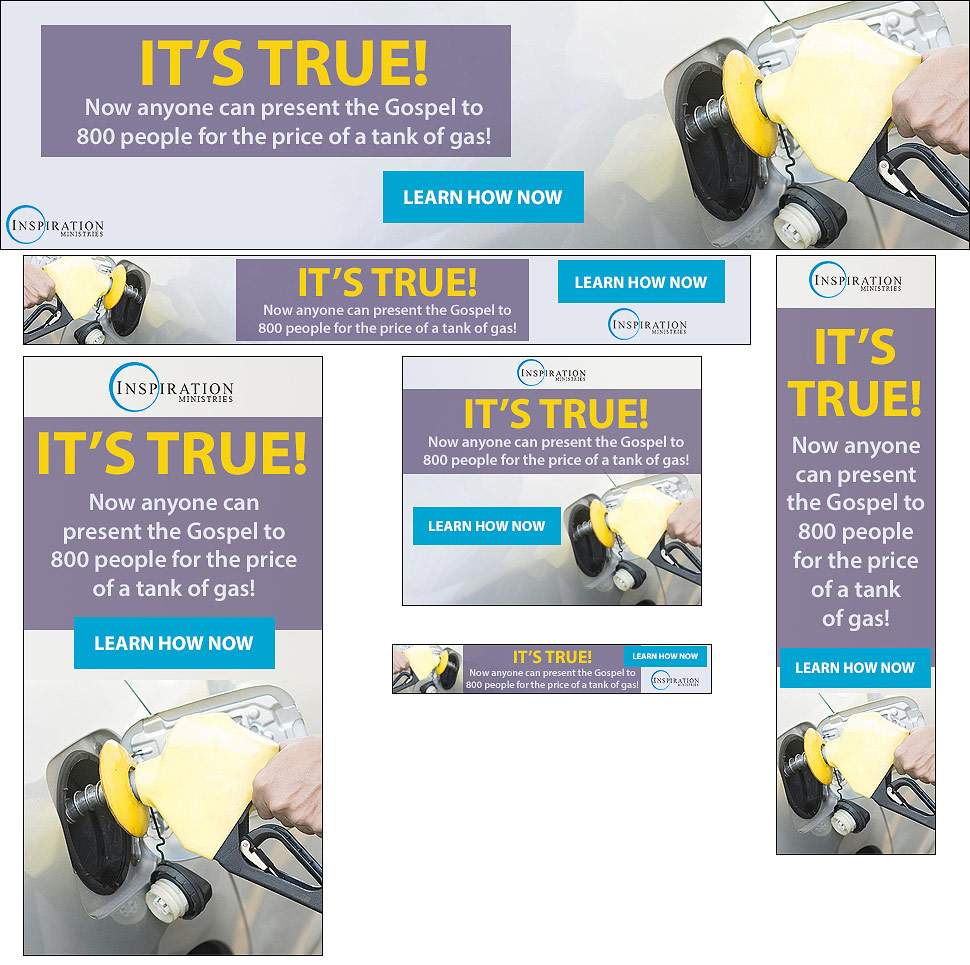 IT'S TRUE!
Now anyone can present the Gospel to
800 people for the price of a tank of gas!
LEARN HOW NOW
INSPIRATION
MINISTRIES
IT'S TRUE!
Now anyone can present the Gospel to
800 people for the price of a tank of gas!
LEARN HOW NOW
INSPIRATION
MINISTRIES
INSPIRATION
MINISTRIES
IT'S
TRUE!
Now anyone
can present
the Gospel to
800 people
for the price
of a tank
of gas!
LEARN HOW NOW
INSPIRATION
MINISTRIES
IT'S TRUE!
Now anyone can
present the Gospel to
800 people for the price
of a tank of gas!
LEARN HOW NOW
INSPIRATION
MINISTRIES
IT'S TRUE!
Now anyone can present the Gospel to
800 people for the price of a tank of gas!
LEARN HOW NOW
IT'S TRUE!
Now anyone can present the Gospel to
800 people for the price of a tank of gas!
LEARN HOW NOW
INSPIRATION
MINISTRIES